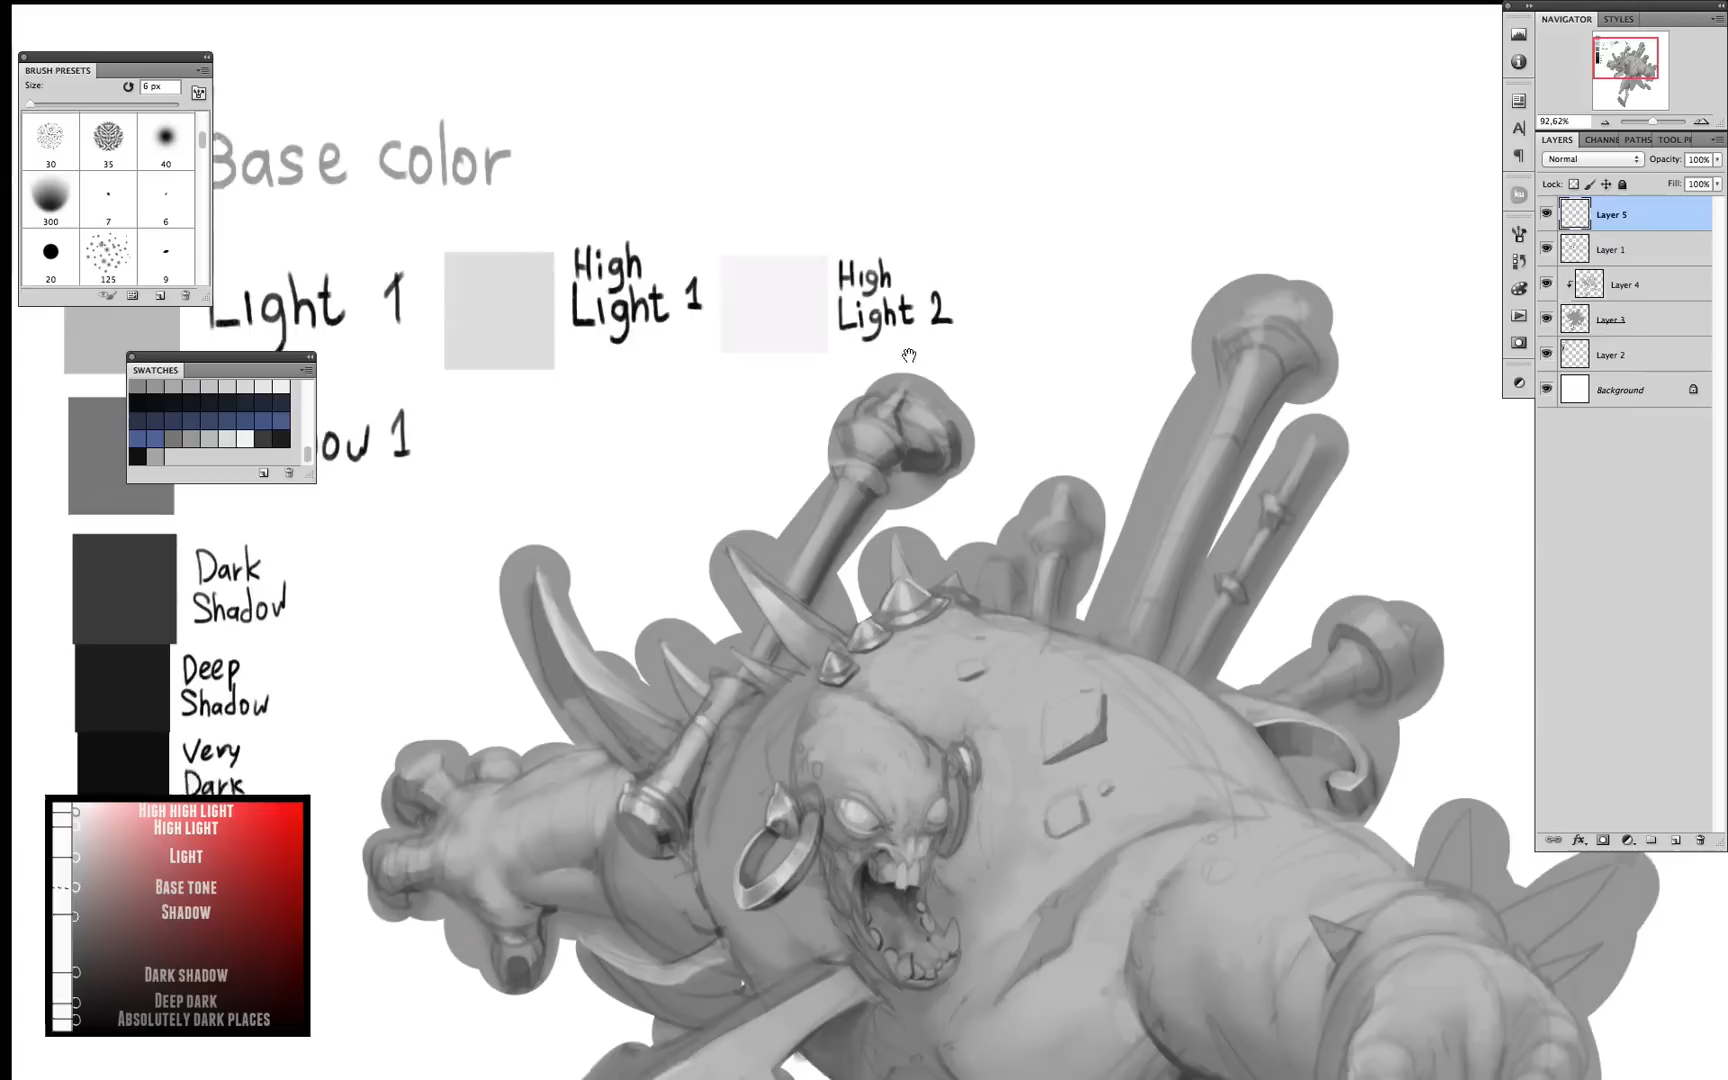 NAVIGATOR STYLES
BRUSH PRESETS
Size: 6 px
92,62%
30 35 40
300 7 6
20 125 9
LAYERS CHANNE PATHS TOOL PI
Normal Opacity: 100%
Lock: Fill: 100%
Layer 5
Layer 1
Layer 4
Layer 3
Layer 2
Background
ku
Base color
Light 1
High
Light 1
High
Light 2
SWATCHES
ow 1
Dark
Shadow
Deep
Shadow
Very
Dark
HIGH HIGH LIGHT
HIGH LIGHT
LIGHT
BASE TONE
SHADOW
DARK SHADOW
DEEP DARK
ABSOLUTELY DARK PLACES